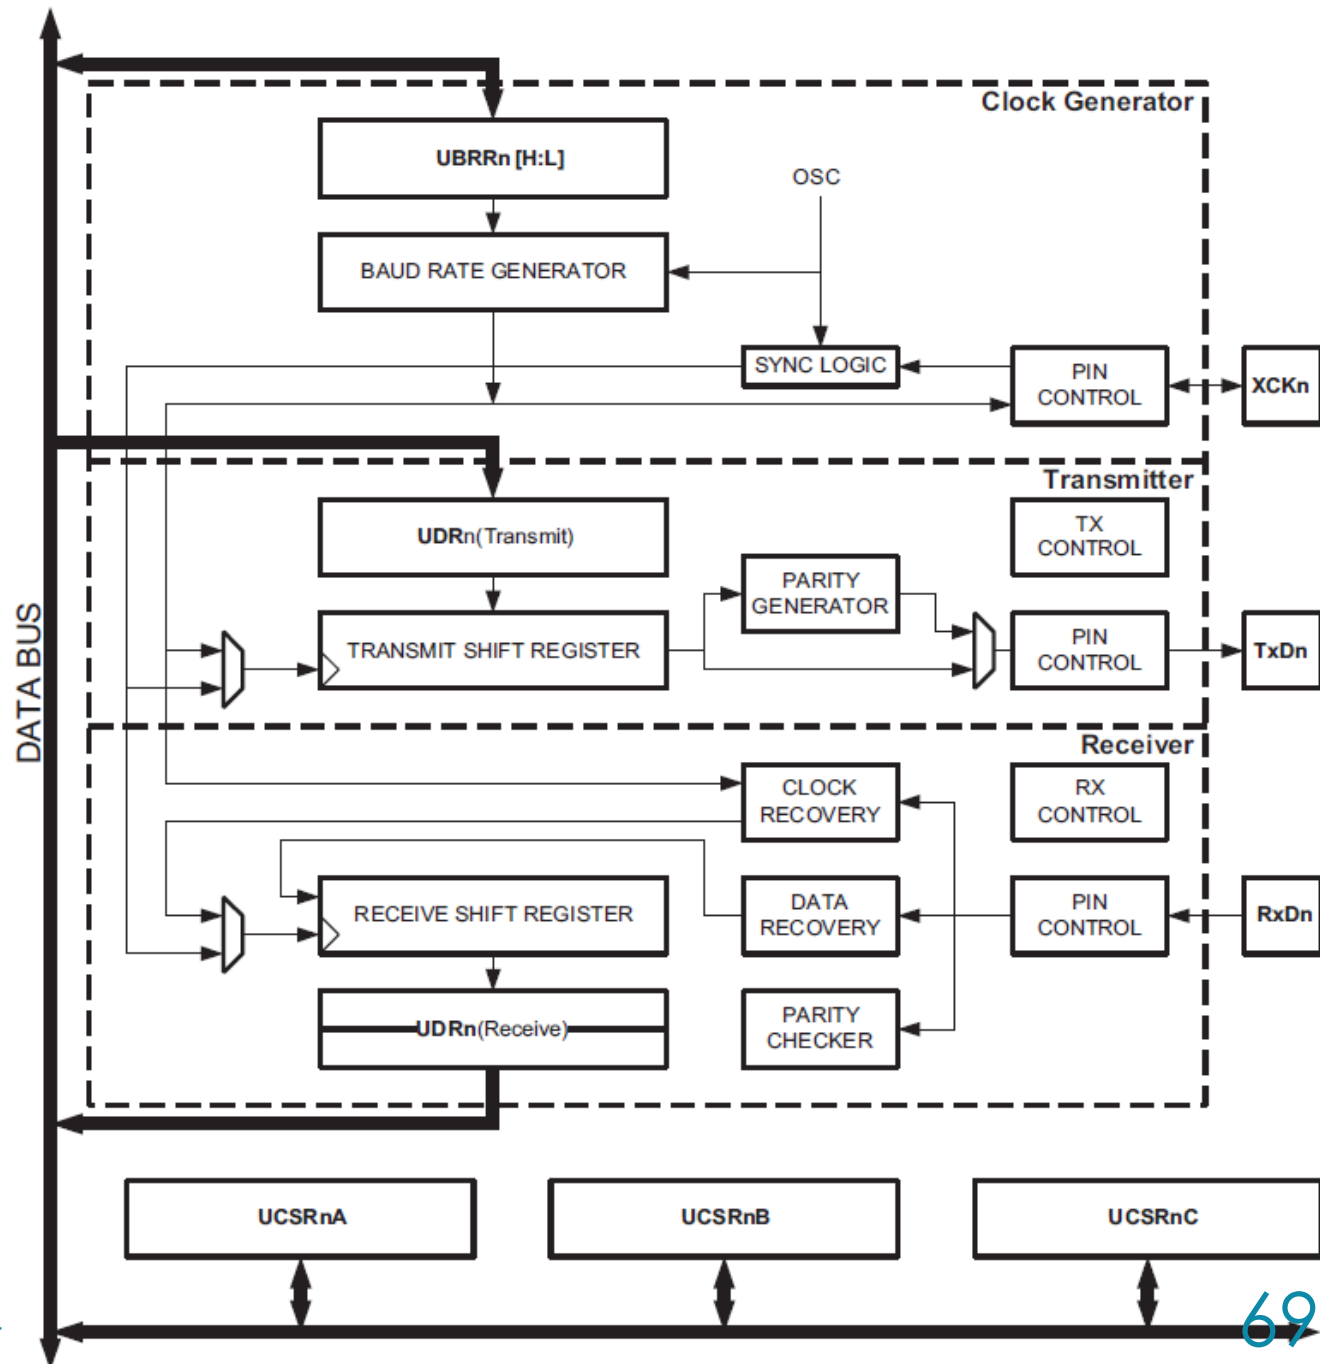 Clock Generator
UBRRn [H:L]
OSC
BAUD RATE GENERATOR
SYNC LOGIC
PIN
CONTROL
XCKn
DATA BUS
Transmitter
UDRn(Transmit)
TX
CONTROL
PARITY
GENERATOR
TRANSMIT SHIFT REGISTER
PIN
CONTROL
TxDn
Receiver
CLOCK
RECOVERY
RX
CONTROL
RECEIVE SHIFT REGISTER
DATA
RECOVERY
PIN
CONTROL
RxDn
UDRn(Receive)
PARITY
CHECKER
UCSRnA
UCSRnB
UCSRnC
69